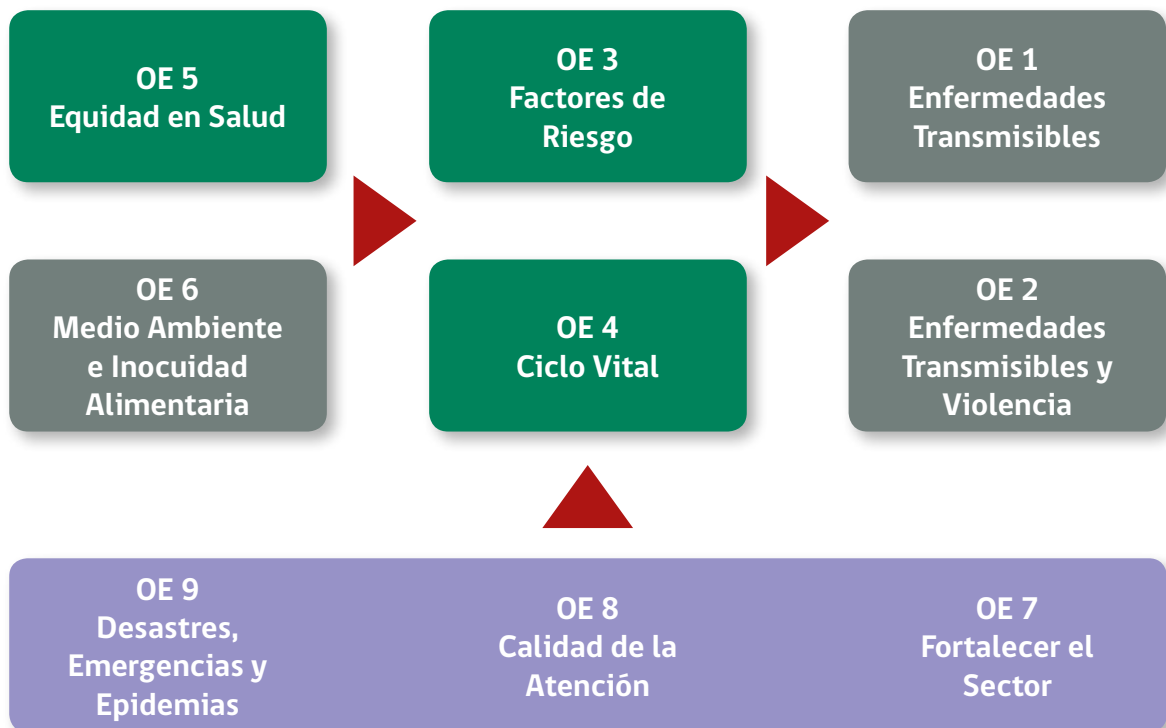 OE 5
Equidad en Salud
OE 3
Factores de
Riesgo
OE 1
Enfermedades
Transmisibles
OE 6
Medio Ambiente
e Inocuidad
Alimentaria
OE 4
Ciclo Vital
OE 2
Enfermedades
Transmisibles y
Violencia
OE 9
Desastres,
Emergencias y
Epidemias
OE 8
Calidad de la
Atención
OE 7
Fortalecer el
Sector